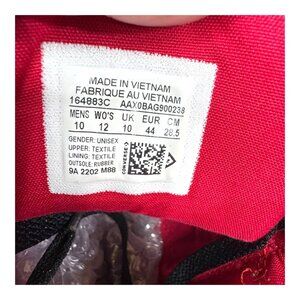 MADE IN VIETNAM
FABRIQUE AU VIETNAM
164883C AAX0BAG900238
MENS WO'S UK EUR CM
10 12 10 44 28.5
GENDER: UNISEX
UPPER: TEXTILE
LINING: TEXTILE
OUTSOLE: RUBBER
9A 2202 M88
CONVERSE